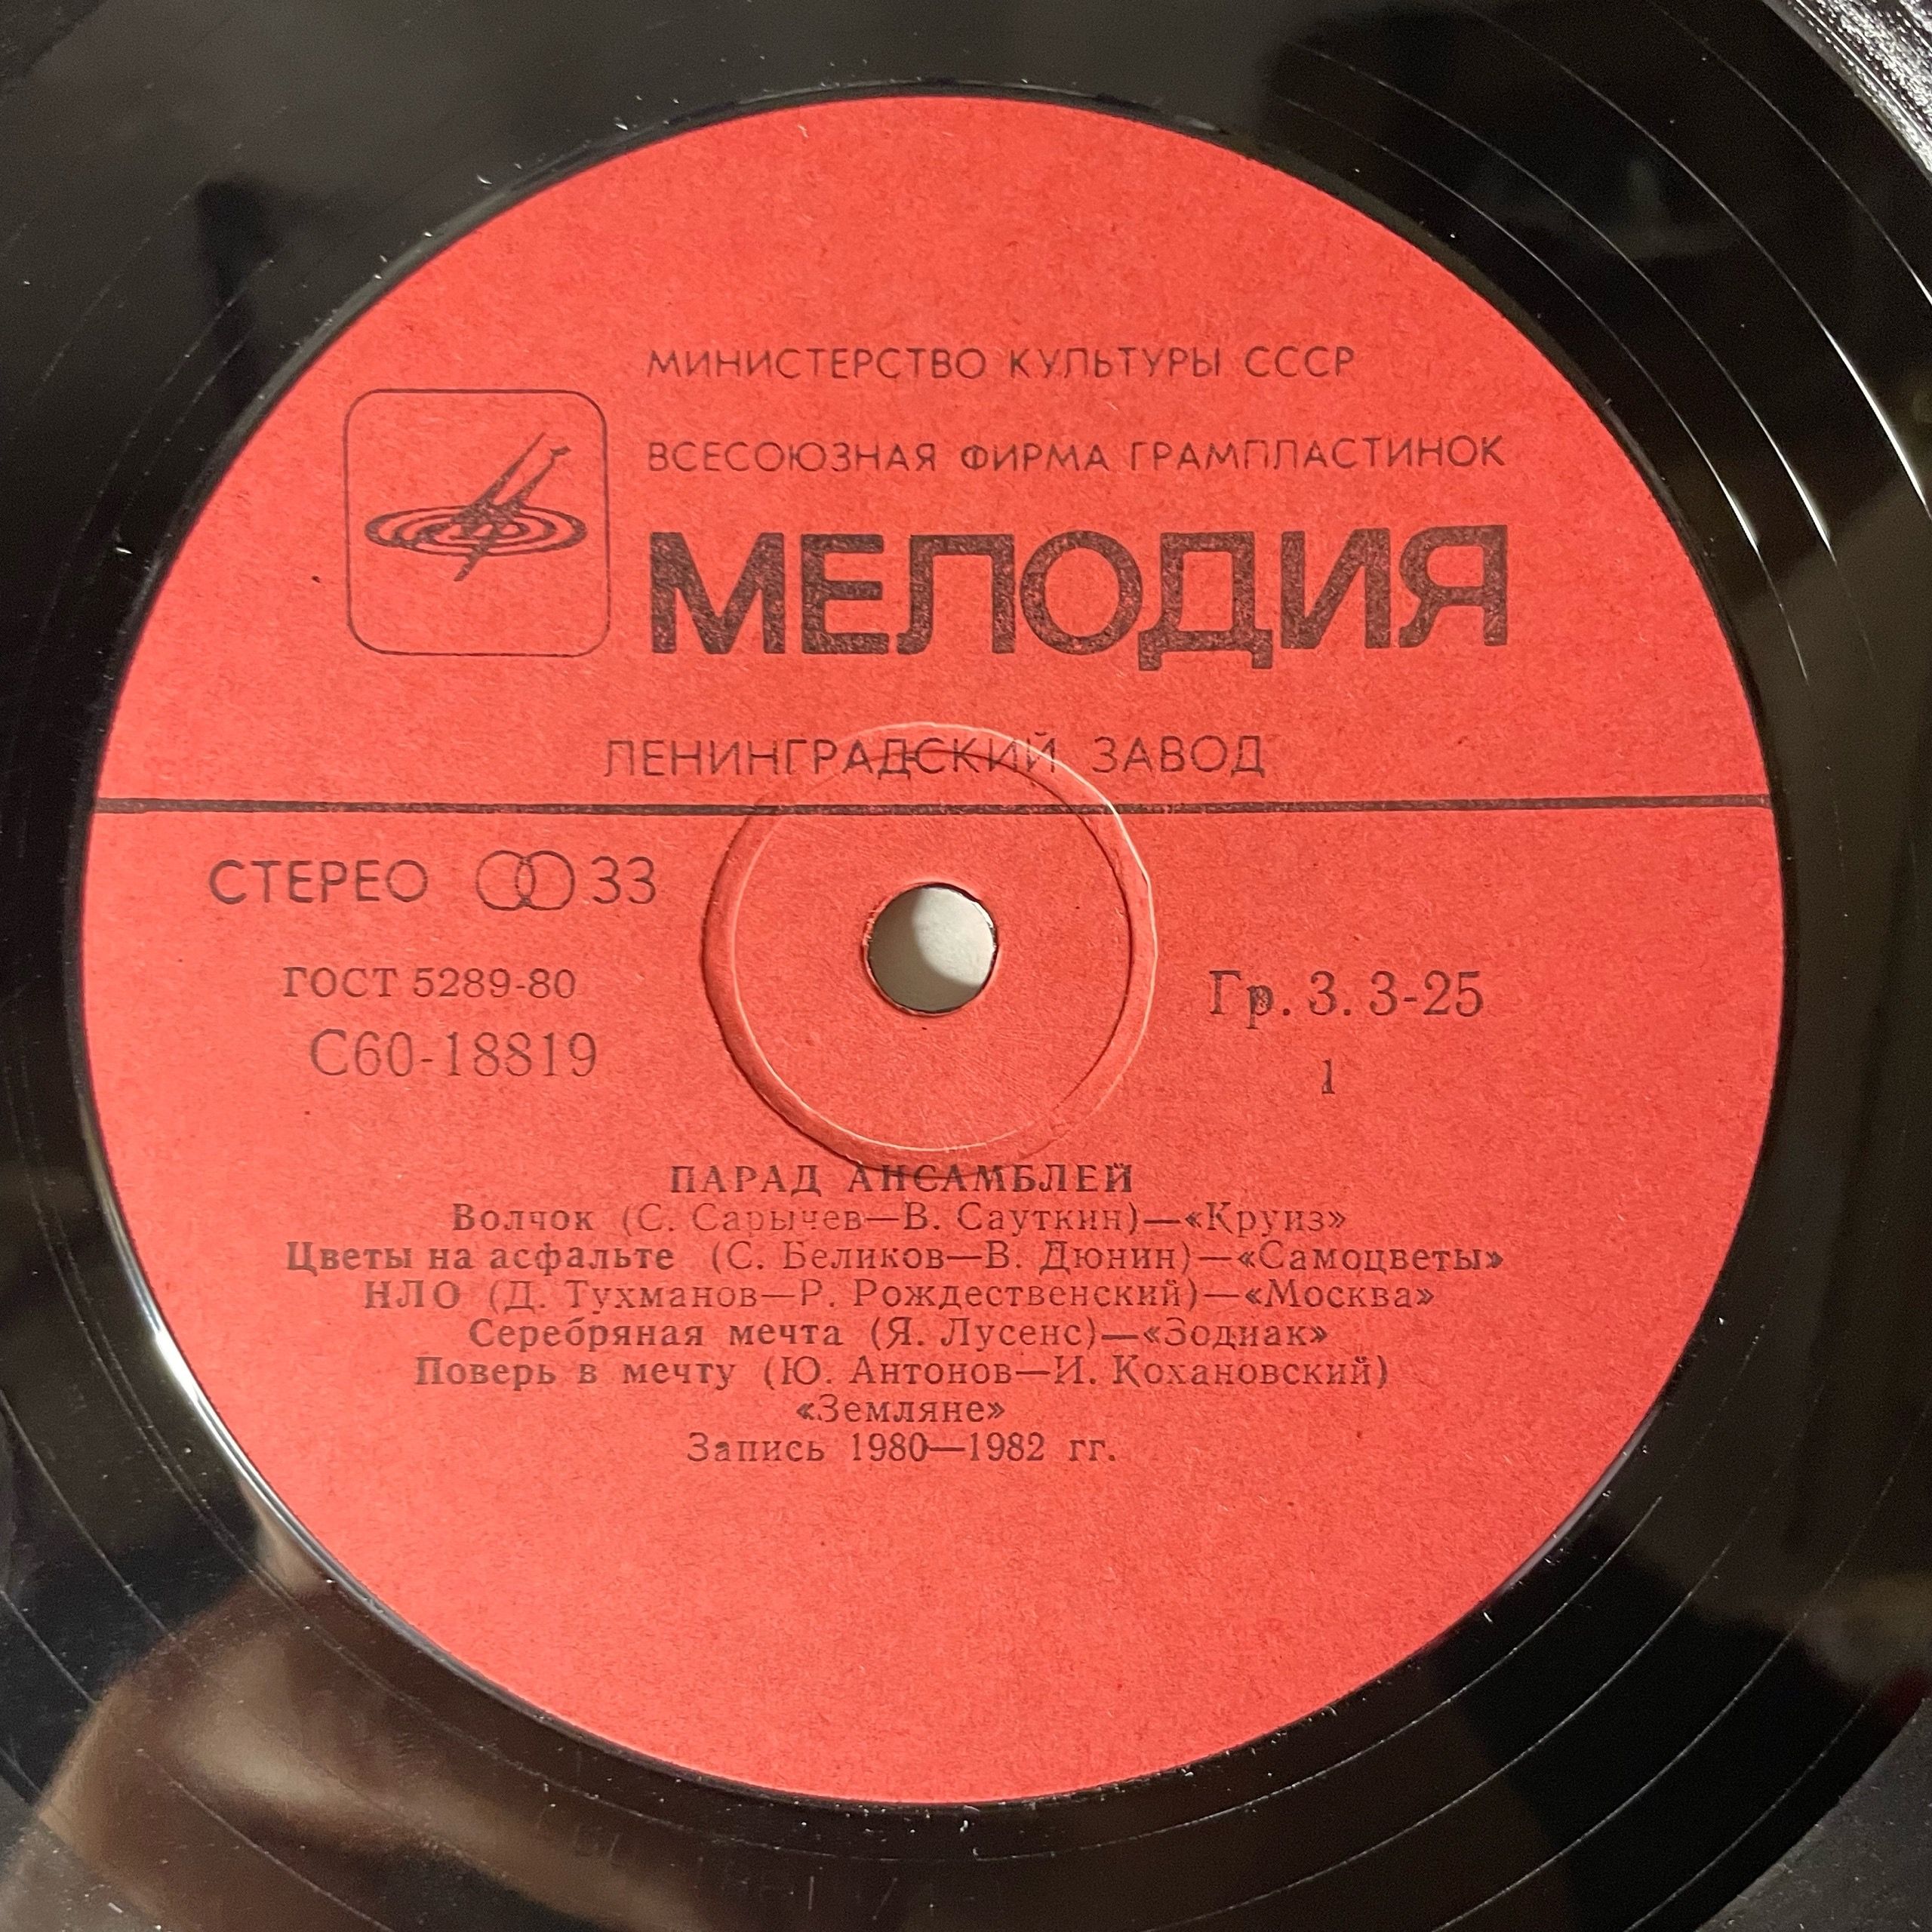 МИНИСТЕРСТВО КУЛЬТУРЫ СССР
ВСЕСОЮЗНАЯ ФИРМА ГРАМПЛАСТИНОК
МЕЛОДИЯ
ЛЕНИНГРАДСКИЙ ЗАВОД
СТЕРЕО 33
ГОСТ 5289-80
С60-18819
Гр. 3. 3-25
1
ПАРАД АНСАМБЛЕЙ
Волчок (С. Сарычев—В. Сауткин)—«Круиз»
Цветы на асфальте (С. Беликов—В. Дюнин)—«Самоцветы»
НЛО (Д. Тухманов—Р. Рождественский)—«Москва»
Серебряная мечта (Я. Лусенс)—«Зодиак»
Поверь в мечту (Ю. Антонов—И. Кохановский)
«Земляне»
Запись 1980—1982 гг.